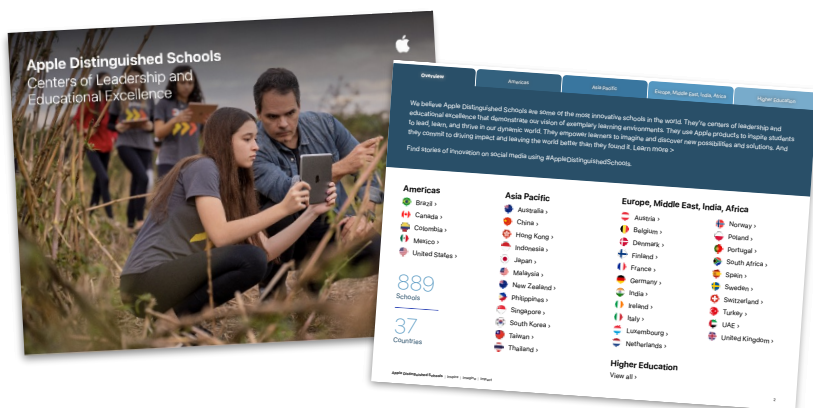 Apple Distinguished Schools
Centers of Leadership and
Educational Excellence
Overview
Americas
Asia Pacific
Europe, Middle East, India, Africa
Higher Education
We believe Apple Distinguished Schools are some of the most innovative schools in the world. They're centers of leadership and
educational excellence that demonstrate our vision of exemplary learning environments. They use Apple products to inspire students
to lead, learn, and thrive in our dynamic world. They empower learners to imagine and discover new possibilities and solutions. And
they commit to driving impact and leaving the world better than they found it. Learn more >
Find stories of innovation on social media using #AppleDistinguishedSchools.
Americas
Brazil ›
Canada ›
Colombia ›
Mexico ›
United States ›
889
Schools
37
Countries
Asia Pacific
Australia ›
China ›
Hong Kong ›
Indonesia ›
Japan ›
Malaysia ›
New Zealand ›
Philippines ›
Singapore ›
South Korea ›
Taiwan ›
Thailand ›
Europe, Middle East, India, Africa
Austria ›
Belgium ›
Denmark ›
Finland ›
France ›
Germany ›
India ›
Ireland ›
Italy ›
Luxembourg ›
Netherlands ›
Norway ›
Poland ›
Portugal ›
South Africa ›
Spain ›
Sweden ›
Switzerland ›
Turkey ›
UAE ›
United Kingdom ›
Higher Education
View all ›
Apple Distinguished Schools | Inspire | Imagine | Impact
2